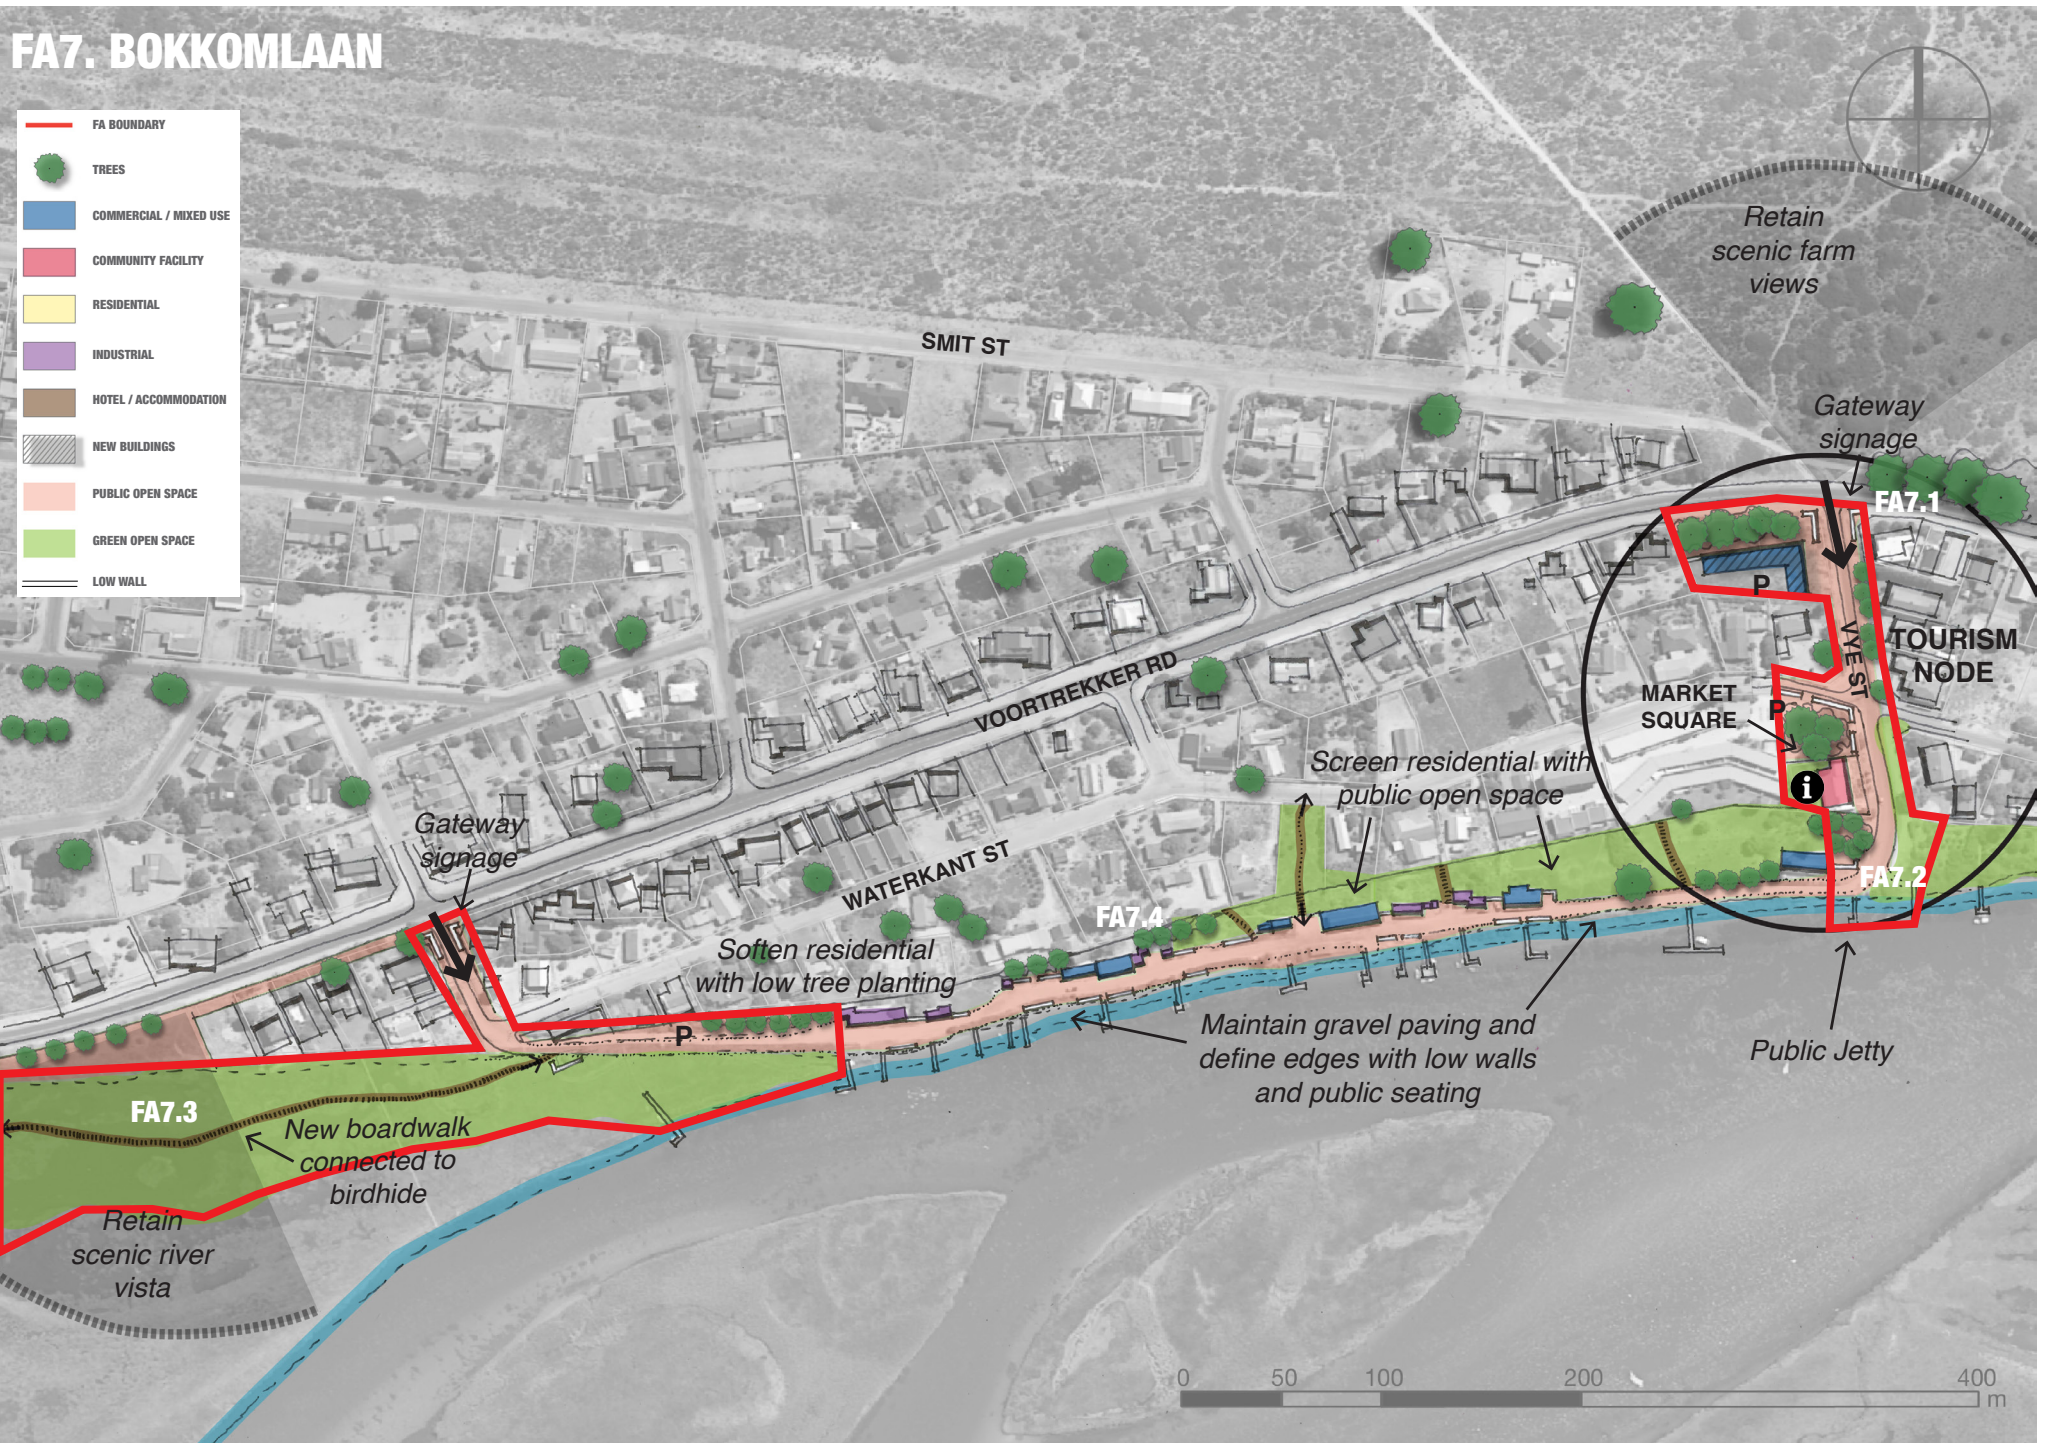 FA7. BOKKOMLAAN
FA BOUNDARY
TREES
COMMERCIAL / MIXED USE
COMMUNITY FACILITY
RESIDENTIAL
INDUSTRIAL
HOTEL / ACCOMMODATION
NEW BUILDINGS
PUBLIC OPEN SPACE
GREEN OPEN SPACE
LOW WALL
Retain
scenic farm
views
SMIT ST
Gateway
signage
FA7.1
P
VYE ST
TOURISM
NODE
MARKET
SQUARE
P
i
VOORTREKKER RD
Screen residential with
public open space
Gateway
signage
WATERKANT ST
FA7.2
FA7.4
Soften residential
with low tree planting
P
Maintain gravel paving and
define edges with low walls
and public seating
Public Jetty
FA7.3
New boardwalk
connected to
birdhide
Retain
scenic river
vista
0 50 100 200 400
m